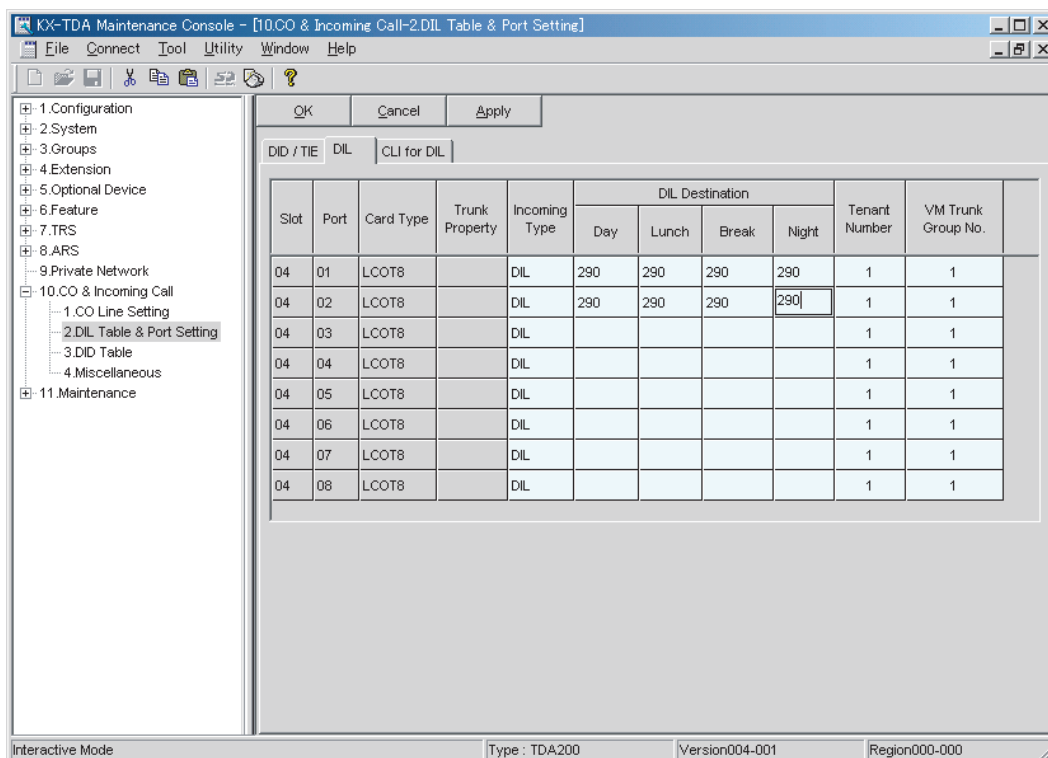 KX-TDA Maintenance Console - [10.CO & Incoming Call-2.DIL Table & Port Setting]
File Connect Tool Utility Window Help
1.Configuration
2.System
3.Groups
4.Extension
5.Optional Device
6.Feature
7.TRS
8.ARS
9.Private Network
10.CO & Incoming Call
1.CO Line Setting
2.DIL Table & Port Setting
3.DID Table
4.Miscellaneous
11.Maintenance
OK Cancel Apply
DID / TIE DIL CLI for DIL
Slot Port Card Type Trunk Property Incoming Type DIL Destination Day Lunch Break Night Tenant Number VM Trunk Group No.
04 01 LCOT8 DIL 290 290 290 290 1 1
04 02 LCOT8 DIL 290 290 290 290 1 1
04 03 LCOT8 DIL 1 1
04 04 LCOT8 DIL 1 1
04 05 LCOT8 DIL 1 1
04 06 LCOT8 DIL 1 1
04 07 LCOT8 DIL 1 1
04 08 LCOT8 DIL 1 1
Interactive Mode Type : TDA200 Version004-001 Region000-000